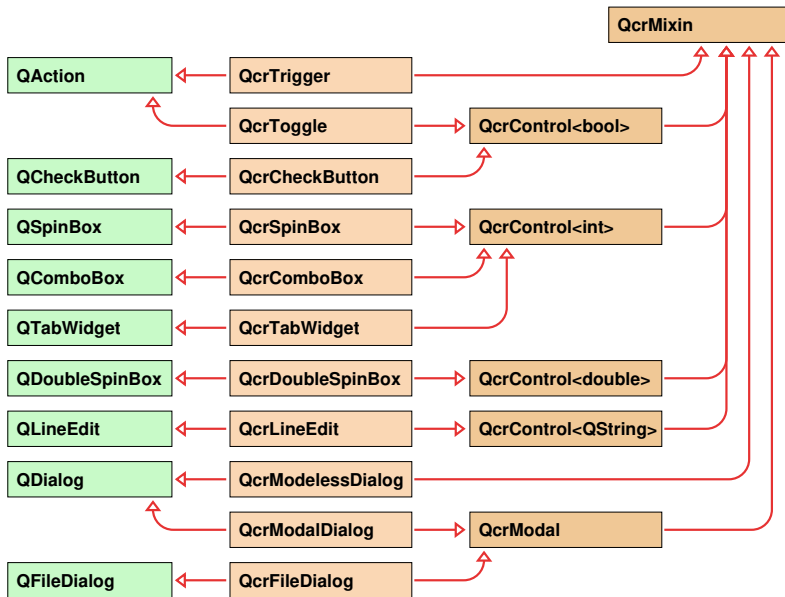 QcrMixin
QAction
QcrTrigger
QcrToggle
QcrControl<bool>
QCheckButton
QcrCheckButton
QSpinBox
QcrSpinBox
QcrControl<int>
QComboBox
QcrComboBox
QTabWidget
QcrTabWidget
QDoubleSpinBox
QcrDoubleSpinBox
QcrControl<double>
QLineEdit
QcrLineEdit
QcrControl<QString>
QDialog
QcrModelessDialog
QcrModalDialog
QcrModal
QFileDialog
QcrFileDialog